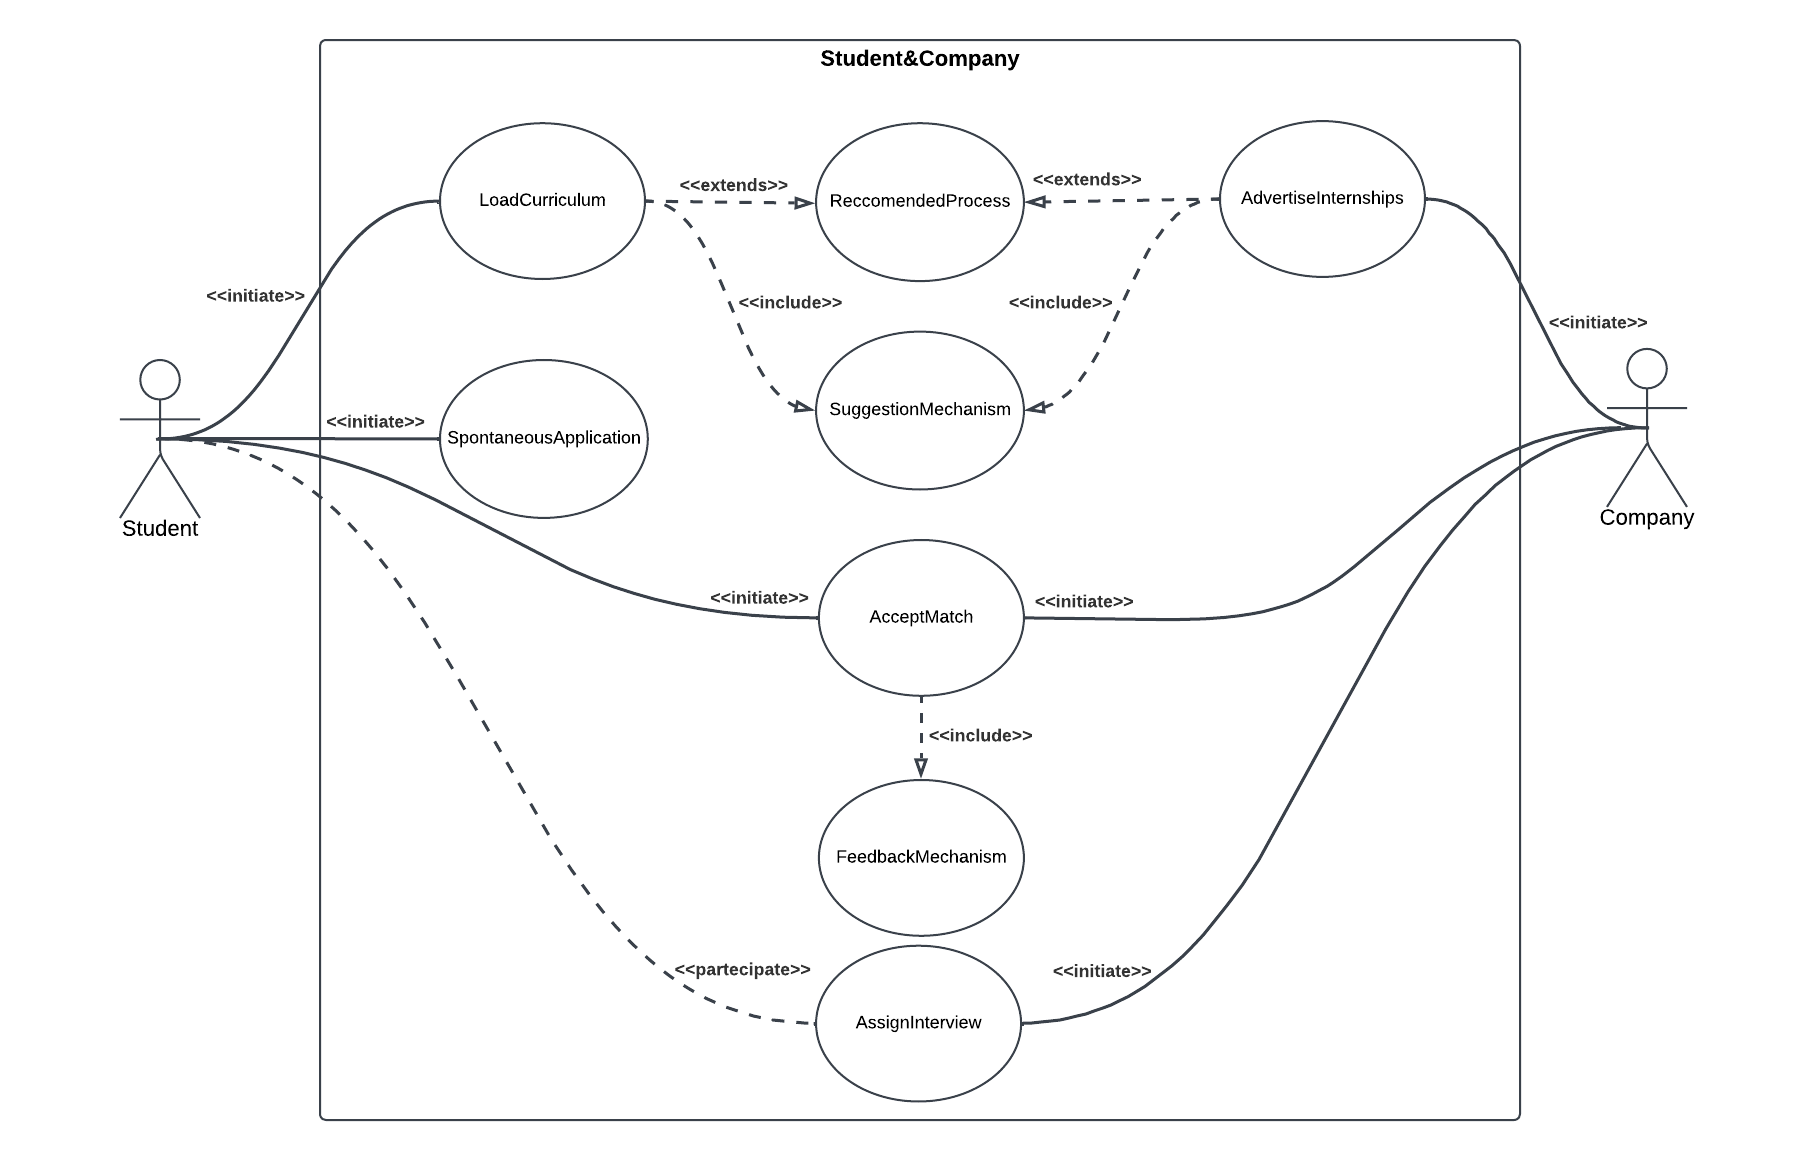 Student&Company
LoadCurriculum
<<extends>>
ReccomendedProcess
<<extends>>
AdvertiseInternships
<<initiate>>
<<include>>
<<include>>
<<initiate>>
SuggestionMechanism
<<initiate>>
SpontaneousApplication
Student
Company
<<initiate>>
AcceptMatch
<<initiate>>
<<include>>
FeedbackMechanism
<<partecipate>>
<<initiate>>
AssignInterview